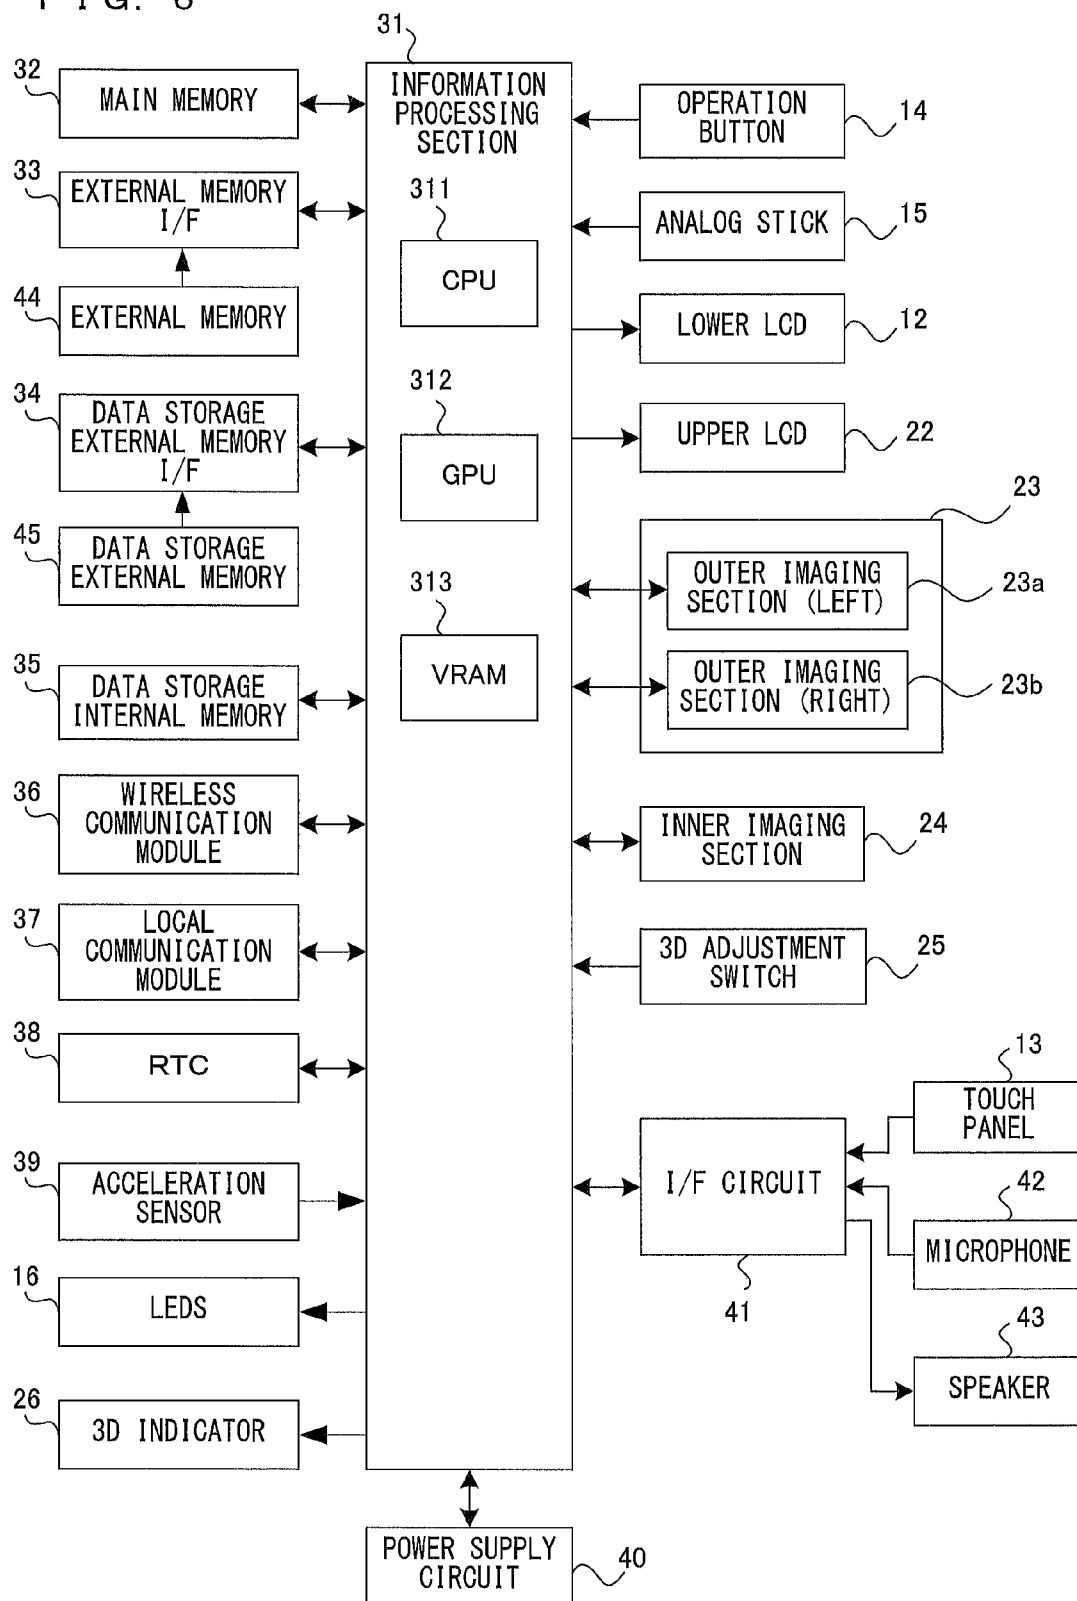 31
INFORMATION
PROCESSING
SECTION
311
CPU
312
GPU
313
VRAM
32
MAIN MEMORY
33
EXTERNAL MEMORY
I/F
44
EXTERNAL MEMORY
34
DATA STORAGE
EXTERNAL MEMORY
I/F
45
DATA STORAGE
EXTERNAL MEMORY
35
DATA STORAGE
INTERNAL MEMORY
36
WIRELESS
COMMUNICATION
MODULE
37
LOCAL
COMMUNICATION
MODULE
38
RTC
39
ACCELERATION
SENSOR
16
LEDS
26
3D INDICATOR
OPERATION
BUTTON
14
ANALOG STICK
15
LOWER LCD
12
UPPER LCD
22
23
OUTER IMAGING
SECTION (LEFT)
23a
OUTER IMAGING
SECTION (RIGHT)
23b
INNER IMAGING
SECTION
24
3D ADJUSTMENT
SWITCH
25
13
TOUCH
PANEL
I/F CIRCUIT
41
42
MICROPHONE
43
SPEAKER
POWER SUPPLY
CIRCUIT
40